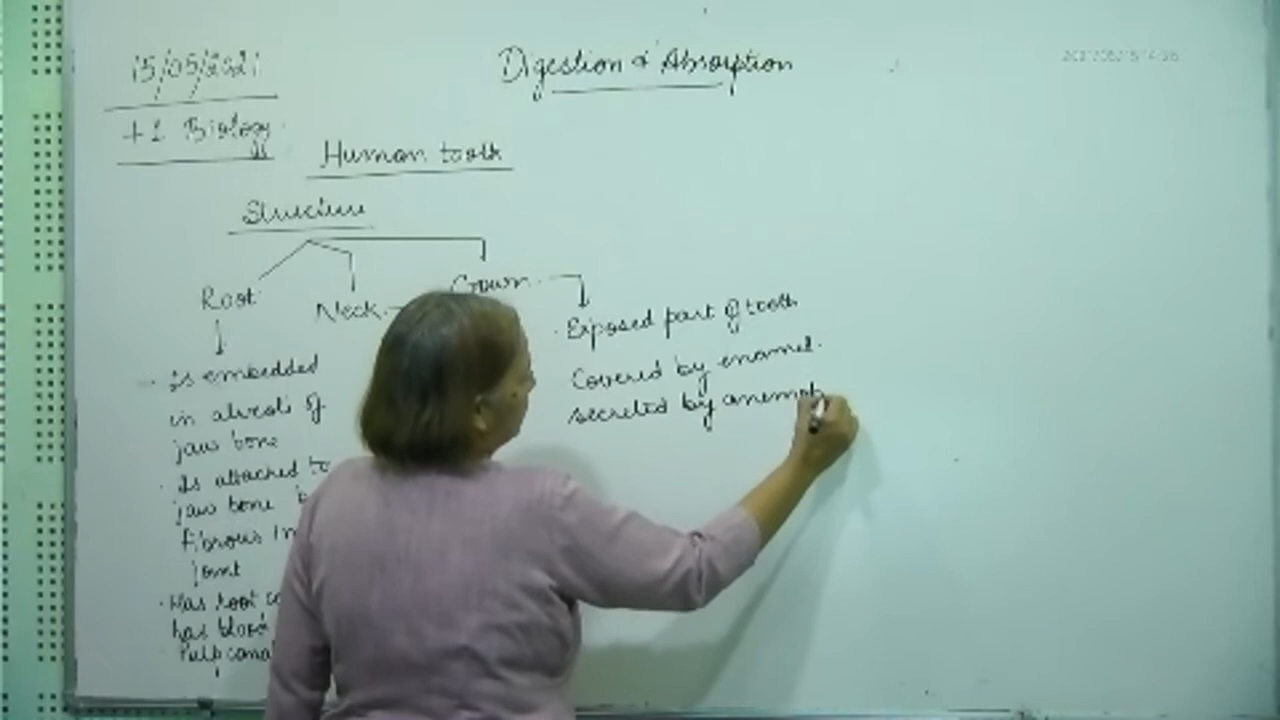 15/05/2021
Digestion & Absorption
+1 Biology
Human tooth
Structure
Root
Neck
Crown
Exposed part of tooth
Covered by enamel.
secreted by
Is embedded
in alveoli of
jaw bone
Is attached to
jaw bone
fibrous
joint
Has root
has blood
Pulp